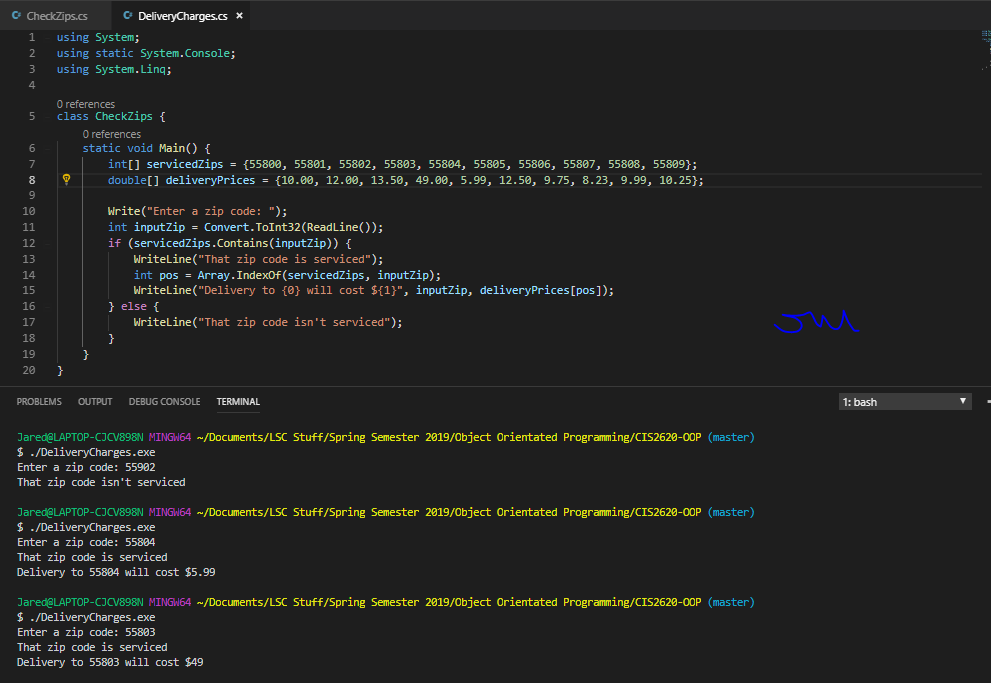 CheckZips.cs DeliveryCharges.cs ×
1 using System;
2 using static System.Console;
3 using System.Linq;
4
0 references
5 class CheckZips {
0 references
6 static void Main() {
7 int[] servicedZips = {55800, 55801, 55802, 55803, 55804, 55805, 55806, 55807, 55808, 55809};
8 double[] deliveryPrices = {10.00, 12.00, 13.50, 49.00, 5.99, 12.50, 9.75, 8.23, 9.99, 10.25};
9
10 Write("Enter a zip code: ");
11 int inputZip = Convert.ToInt32(ReadLine());
12 if (servicedZips.Contains(inputZip)) {
13 WriteLine("That zip code is serviced");
14 int pos = Array.IndexOf(servicedZips, inputZip);
15 WriteLine("Delivery to {0} will cost ${1}", inputZip, deliveryPrices[pos]);
16 } else {
17 WriteLine("That zip code isn't serviced");
18 }
19 }
20 }
PROBLEMS OUTPUT DEBUG CONSOLE TERMINAL 1: bash
Jared@LAPTOP-CJCV898N MINGW64 ~/Documents/LSC Stuff/Spring Semester 2019/Object Orientated Programming/CIS2620-OOP (master)
$ ./DeliveryCharges.exe
Enter a zip code: 55902
That zip code isn't serviced
Jared@LAPTOP-CJCV898N MINGW64 ~/Documents/LSC Stuff/Spring Semester 2019/Object Orientated Programming/CIS2620-OOP (master)
$ ./DeliveryCharges.exe
Enter a zip code: 55804
That zip code is serviced
Delivery to 55804 will cost $5.99
Jared@LAPTOP-CJCV898N MINGW64 ~/Documents/LSC Stuff/Spring Semester 2019/Object Orientated Programming/CIS2620-OOP (master)
$ ./DeliveryCharges.exe
Enter a zip code: 55803
That zip code is serviced
Delivery to 55803 will cost $49